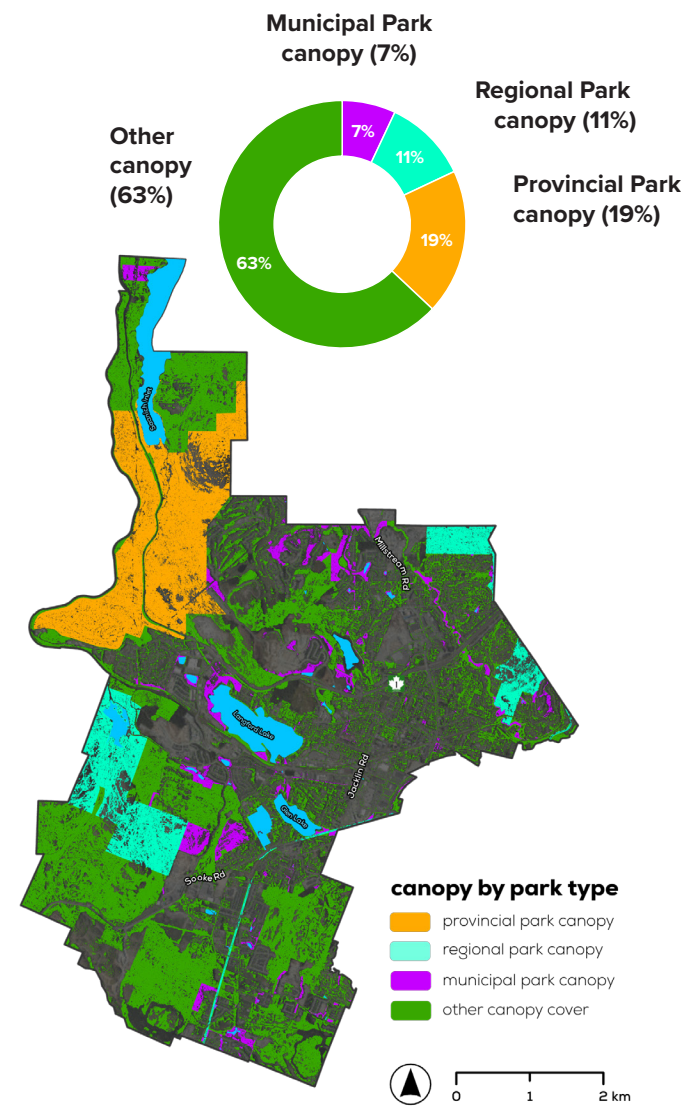 Municipal Park
canopy (7%)
Regional Park
canopy (11%)
Other
canopy
(63%)
Provincial Park
canopy (19%)
7%
11%
19%
63%
Millstream Rd
Langford Lake
Jacklin Rd
Glen Lake
Sooke Rd
canopy by park type
provincial park canopy
regional park canopy
municipal park canopy
other canopy cover
0 1 2 km